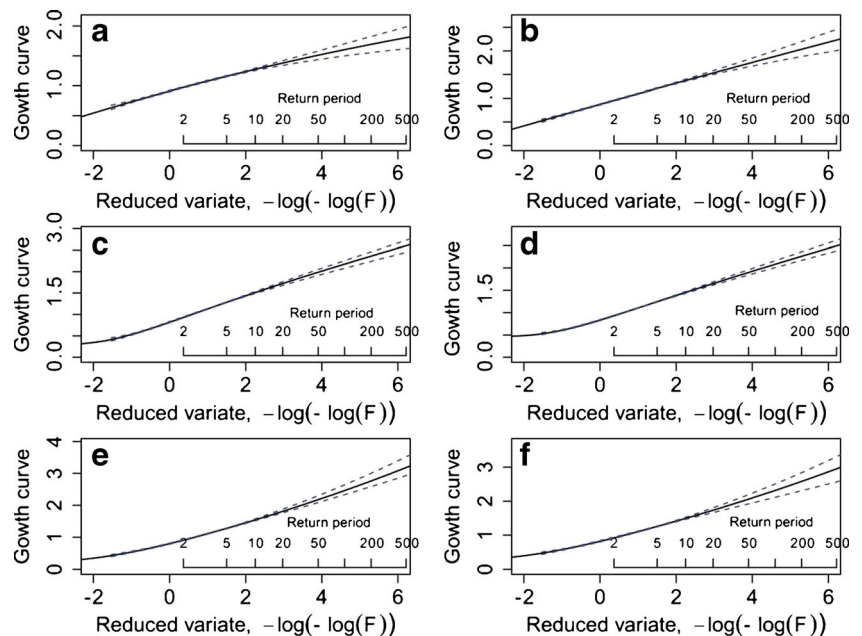 a
Gowth curve
0.0 1.0 2.0
Return period
2 5 10 20 50 200 500
-2 0 2 4 6
Reduced variate, −log(- log(F))
b
Gowth curve
0.0 1.0 2.0
Return period
2 5 10 20 50 200 500
-2 0 2 4 6
Reduced variate, −log(- log(F))
c
Gowth curve
0.0 1.5 3.0
Return period
2 5 10 20 50 200 500
-2 0 2 4 6
Reduced variate, −log(- log(F))
d
Gowth curve
0.0 1.5
Return period
2 5 10 20 50 200 500
-2 0 2 4 6
Reduced variate, −log(- log(F))
e
Gowth curve
0 1 2 3 4
Return period
2 5 10 20 50 200 500
-2 0 2 4 6
Reduced variate, −log(- log(F))
f
Gowth curve
0 1 2 3
Return period
2 5 10 20 50 200 500
-2 0 2 4 6
Reduced variate, −log(- log(F))